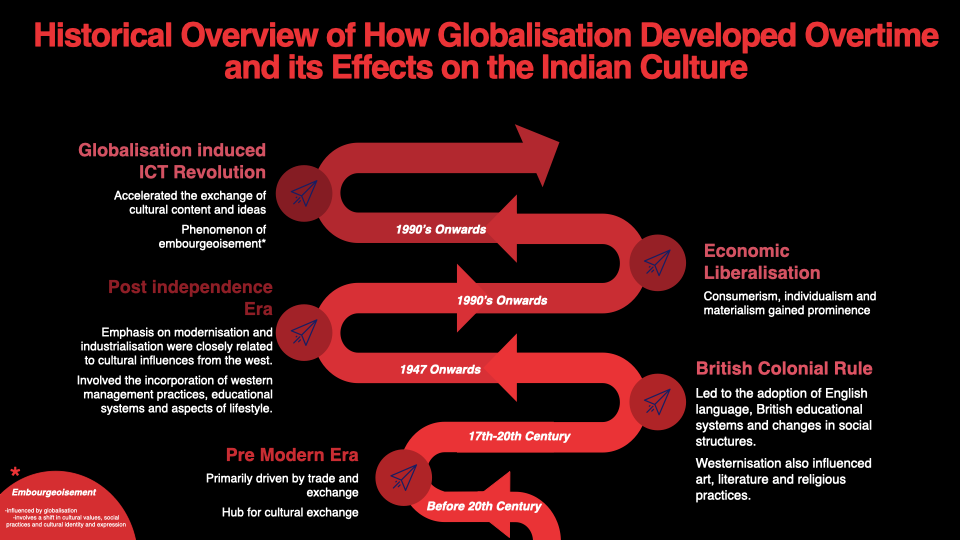 Historical Overview of How Globalisation Developed Overtime
and its Effects on the Indian Culture
Globalisation induced
ICT Revolution
Accelerated the exchange of
cultural content and ideas
Phenomenon of
embourgeoisement*
1990's Onwards
Economic
Liberalisation
Consumerism, individualism and
materialism gained prominence
1990's Onwards
Post independence
Era
Emphasis on modernisation and
industrialisation were closely related
to cultural influences from the west.
Involved the incorporation of western
management practices, educational
systems and aspects of lifestyle.
1947 Onwards
British Colonial Rule
Led to the adoption of English
language, British educational
systems and changes in social
structures.
Westernisation also influenced
art, literature and religious
practices.
17th-20th Century
Pre Modern Era
Primarily driven by trade and
exchange
Hub for cultural exchange
Before 20th Century
*
Embourgeoisement
-influenced by globalisation
-involves a shift in cultural values, social
practices and cultural identity and expression